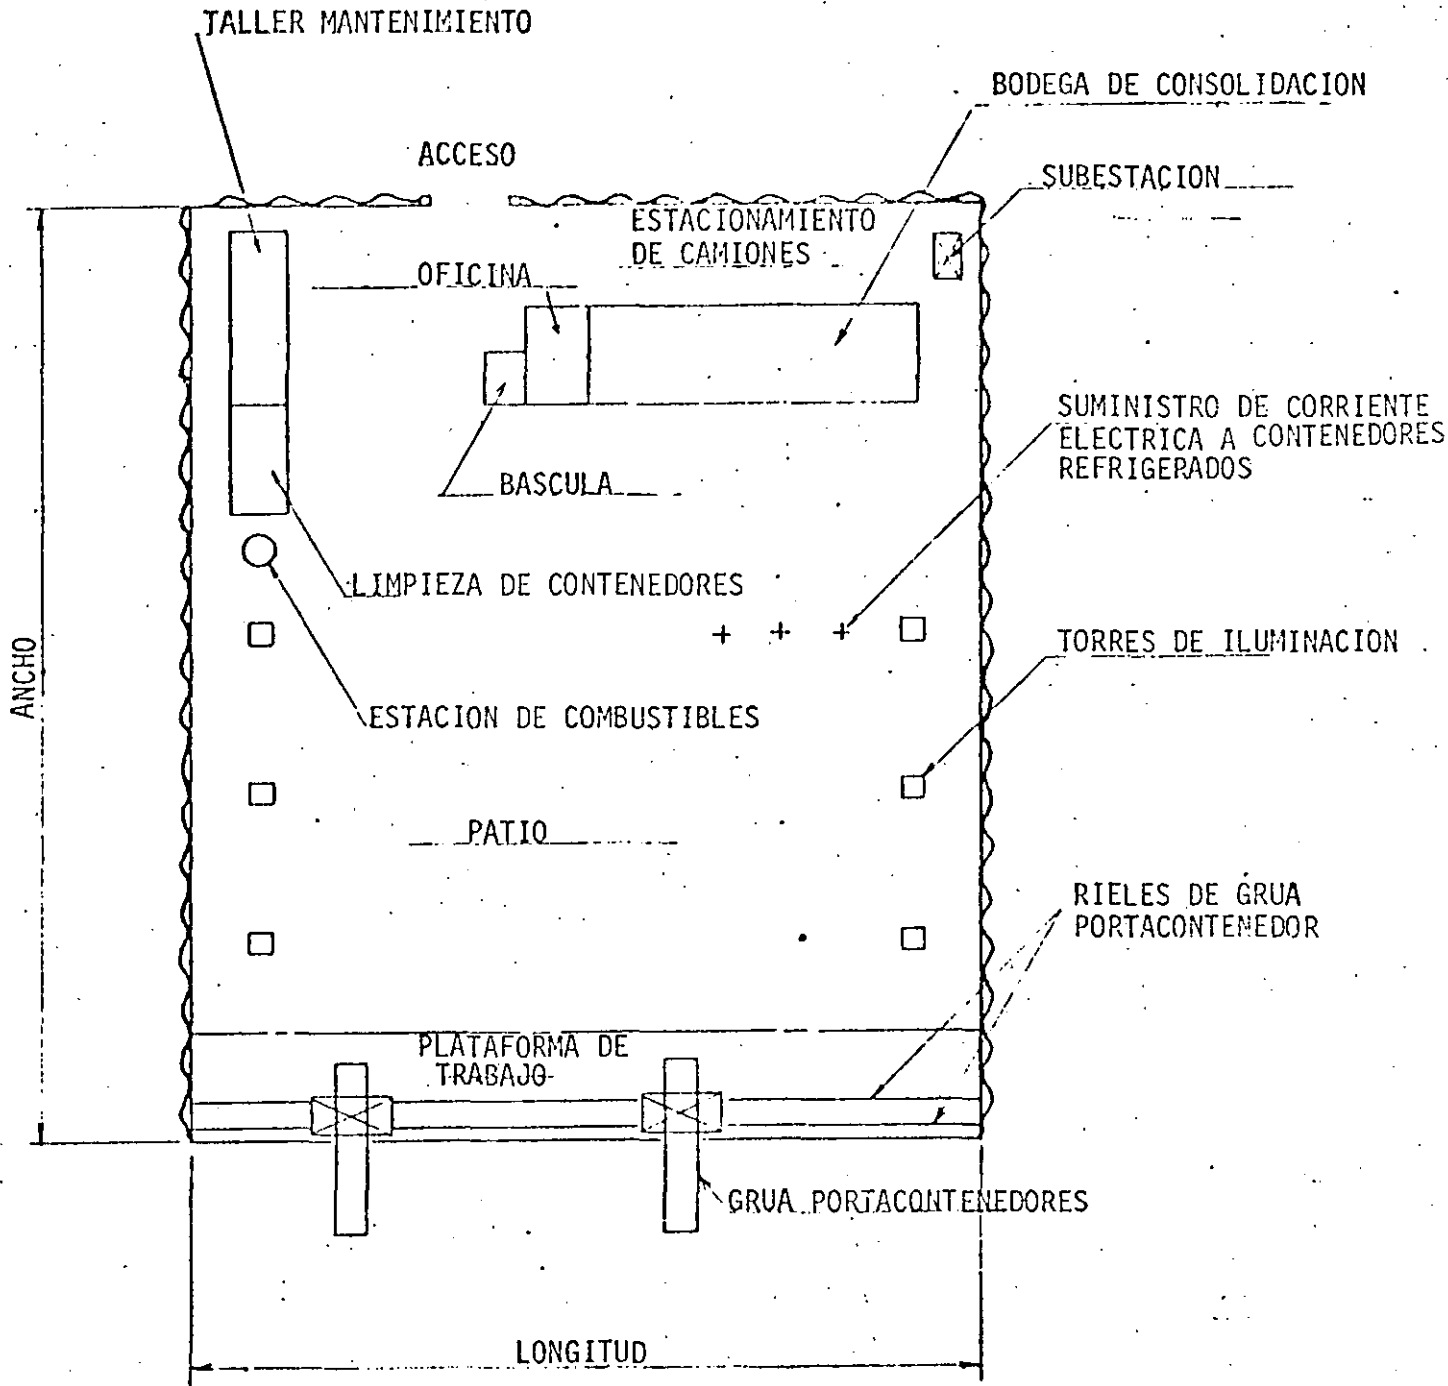 TALLER MANTENIMIENTO
BODEGA DE CONSOLIDACION
ACCESO
SUBESTACION
ESTACIONAMIENTO
DE CAMIONES
OFICINA
SUMINISTRO DE CORRIENTE
ELECTRICA A CONTENEDORES
REFRIGERADOS
BASCULA
LIMPIEZA DE CONTENEDORES
TORRES DE ILUMINACION
ANCHO
ESTACION DE COMBUSTIBLES
PATIO
RIELES DE GRUA
PORTACONTENEDOR
PLATAFORMA DE
TRABAJO
GRUA PORTACONTENEDORES
LONGITUD